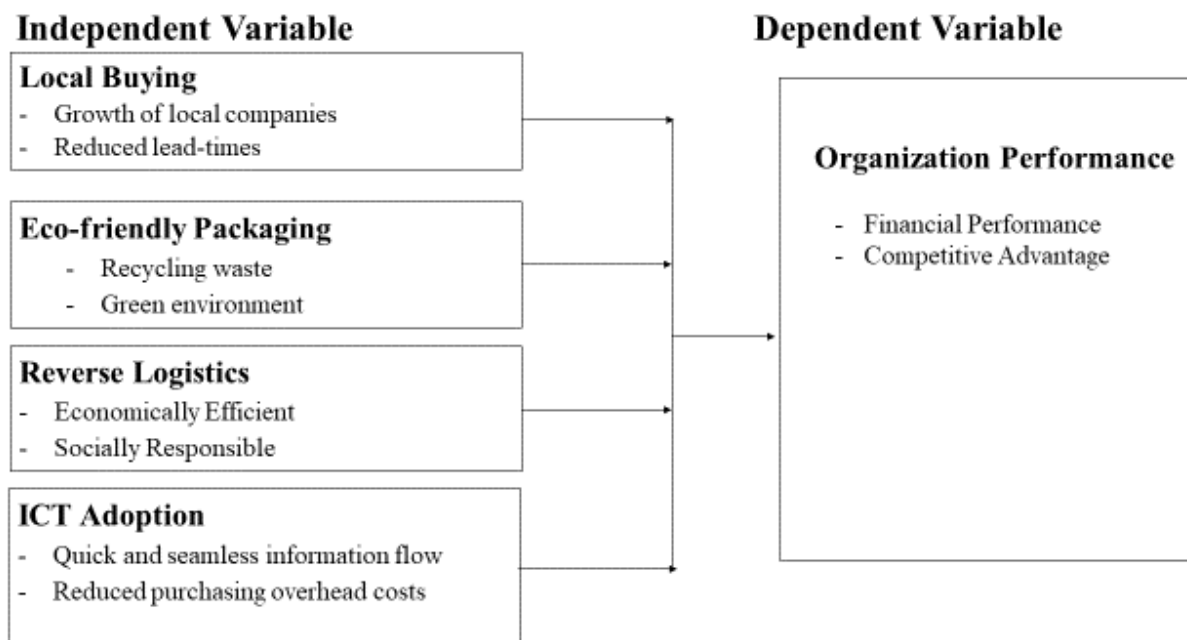 Independent Variable
Local Buying
- Growth of local companies
- Reduced lead-times
Eco-friendly Packaging
- Recycling waste
- Green environment
Reverse Logistics
- Economically Efficient
- Socially Responsible
ICT Adoption
- Quick and seamless information flow
- Reduced purchasing overhead costs
Dependent Variable
Organization Performance
- Financial Performance
- Competitive Advantage